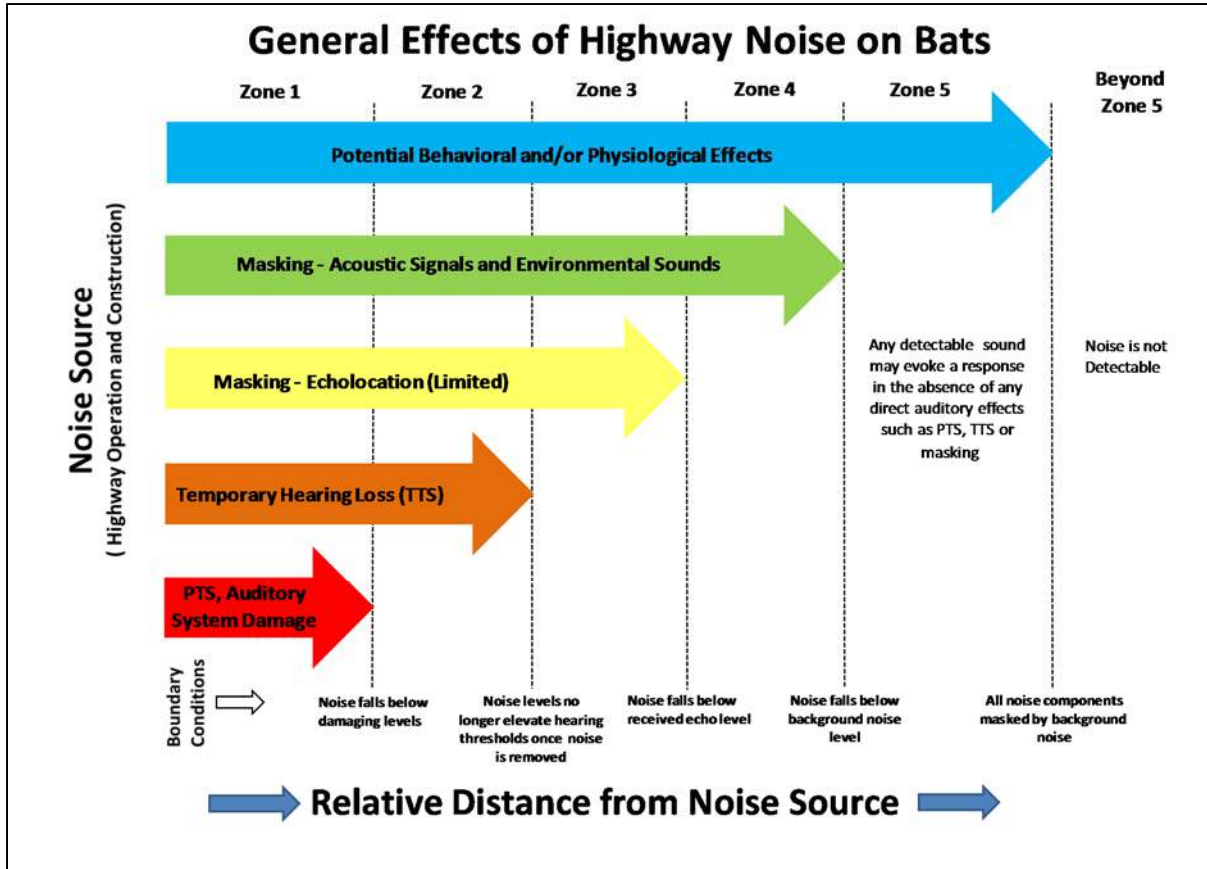 General Effects of Highway Noise on Bats
Zone 1
Zone 2
Zone 3
Zone 4
Zone 5
Beyond
Zone 5
Noise Source
( Highway Operation and Construction)
Potential Behavioral and/or Physiological Effects
Masking - Acoustic Signals and Environmental Sounds
Masking - Echolocation (Limited)
Temporary Hearing Loss (TTS)
PTS, Auditory
System Damage
Any detectable sound
may evoke a response
in the absence of any
direct auditory effects
such as PTS, TTS or
masking
Noise is not
Detectable
Boundary
Conditions
Noise falls below
damaging levels
Noise levels no
longer elevate hearing
thresholds once noise
is removed
Noise falls below
received echo level
Noise falls below
background noise
level
All noise components
masked by background
noise
Relative Distance from Noise Source